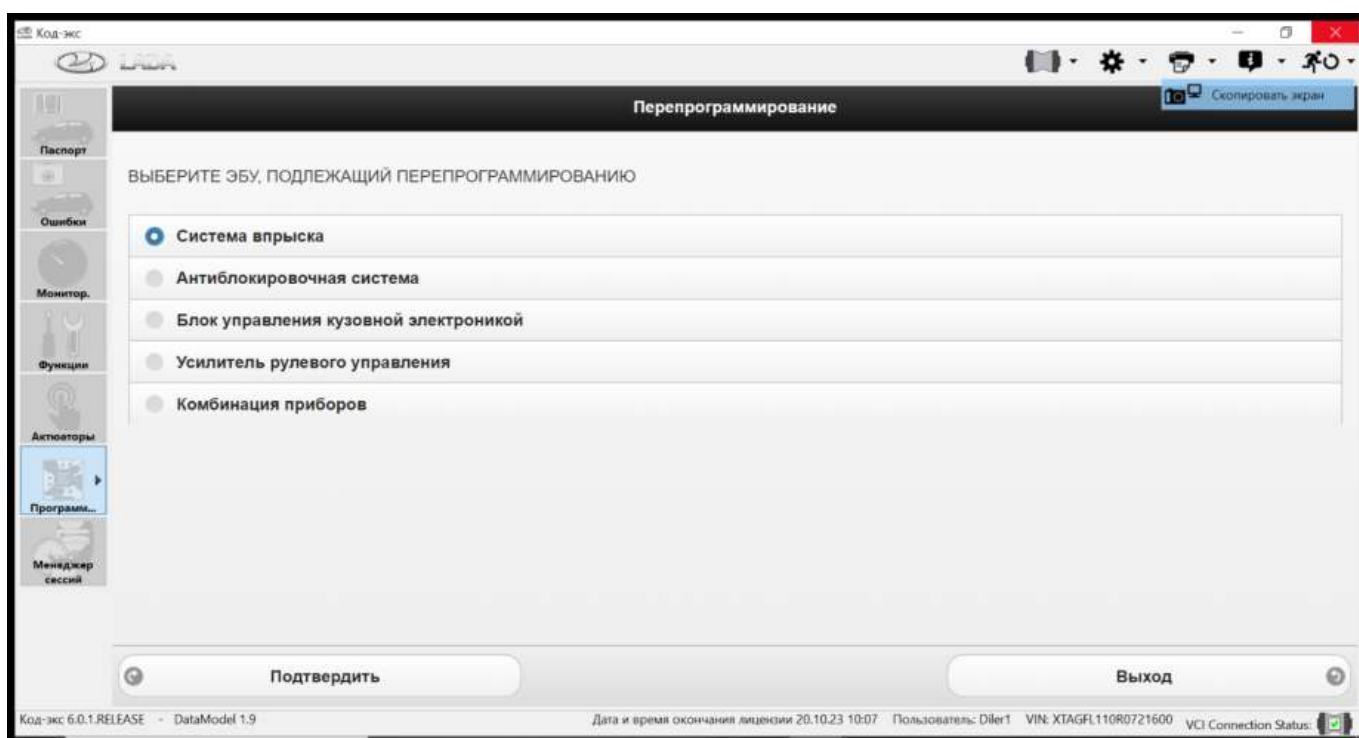 Код-экс
LADA
Скопировать экран
Перепрограммирование
Паспорт
Ошибки
Монитор.
Функции
Актюаторы
Программ...
Менеджер
сессий
ВЫБЕРИТЕ ЭБУ, ПОДЛЕЖАЩИЙ ПЕРЕПРОГРАММИРОВАНИЮ
Система впрыска
Антиблокировочная система
Блок управления кузовной электроникой
Усилитель рулевого управления
Комбинация приборов
Подтвердить
Выход
Код-экс 6.0.1.RELEASE - DataModel 1.9
Дата и время окончания лицензии 20.10.23 10:07 Пользователь: Diler1 VIN: XTAGFL110R0721600 VCI Connection Status: